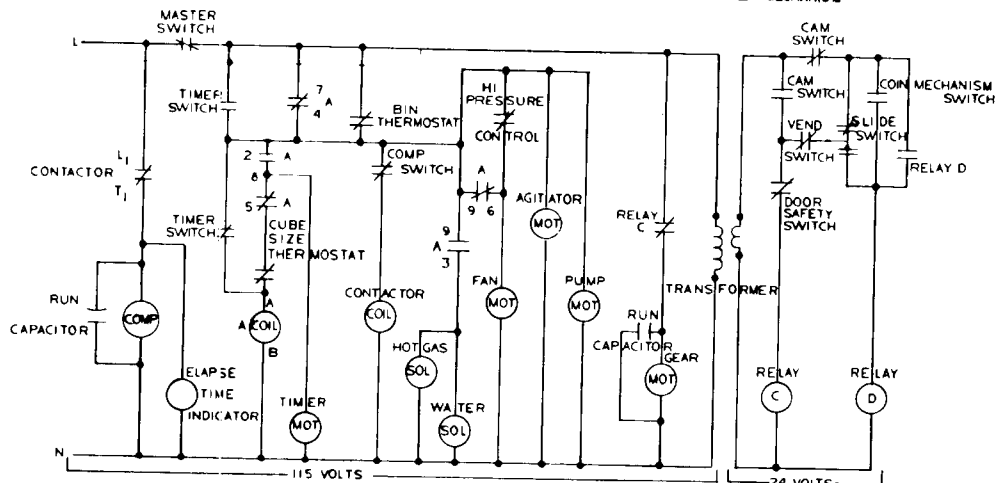 MASTER
SWITCH
L
TIMER
SWITCH
7
A
4
BIN
THERMOSTAT
HI
PRESSURE
CONTROL
CAM
SWITCH
CAM
SWITCH
COIN MECHANISM
SWITCH
VEND
SWITCH
SLIDE
SWITCH
RELAY D
DOOR
SAFETY
SWITCH
CONTACTOR
L1
T1
2 A
8
5 A
COMP
SWITCH
A
9 6
AGITIATOR
MOT
RELAY
C
TIMER
SWITCH
CUBE
SIZE
THERMOSTAT
9
A
3
TRANSFORMER
RUN
CAPACITOR
COMP
A
A COIL
B
CONTACTOR
COIL
FAN
MOT
PUMP
MOT
RUN
CAPACITOR
GEAR
MOT
HOT GAS
SOL
ELAPSE
TIME
INDICATOR
TIMER
MOT
WATER
SOL
RELAY
C
RELAY
D
N
115 VOLTS
24 VOLTS